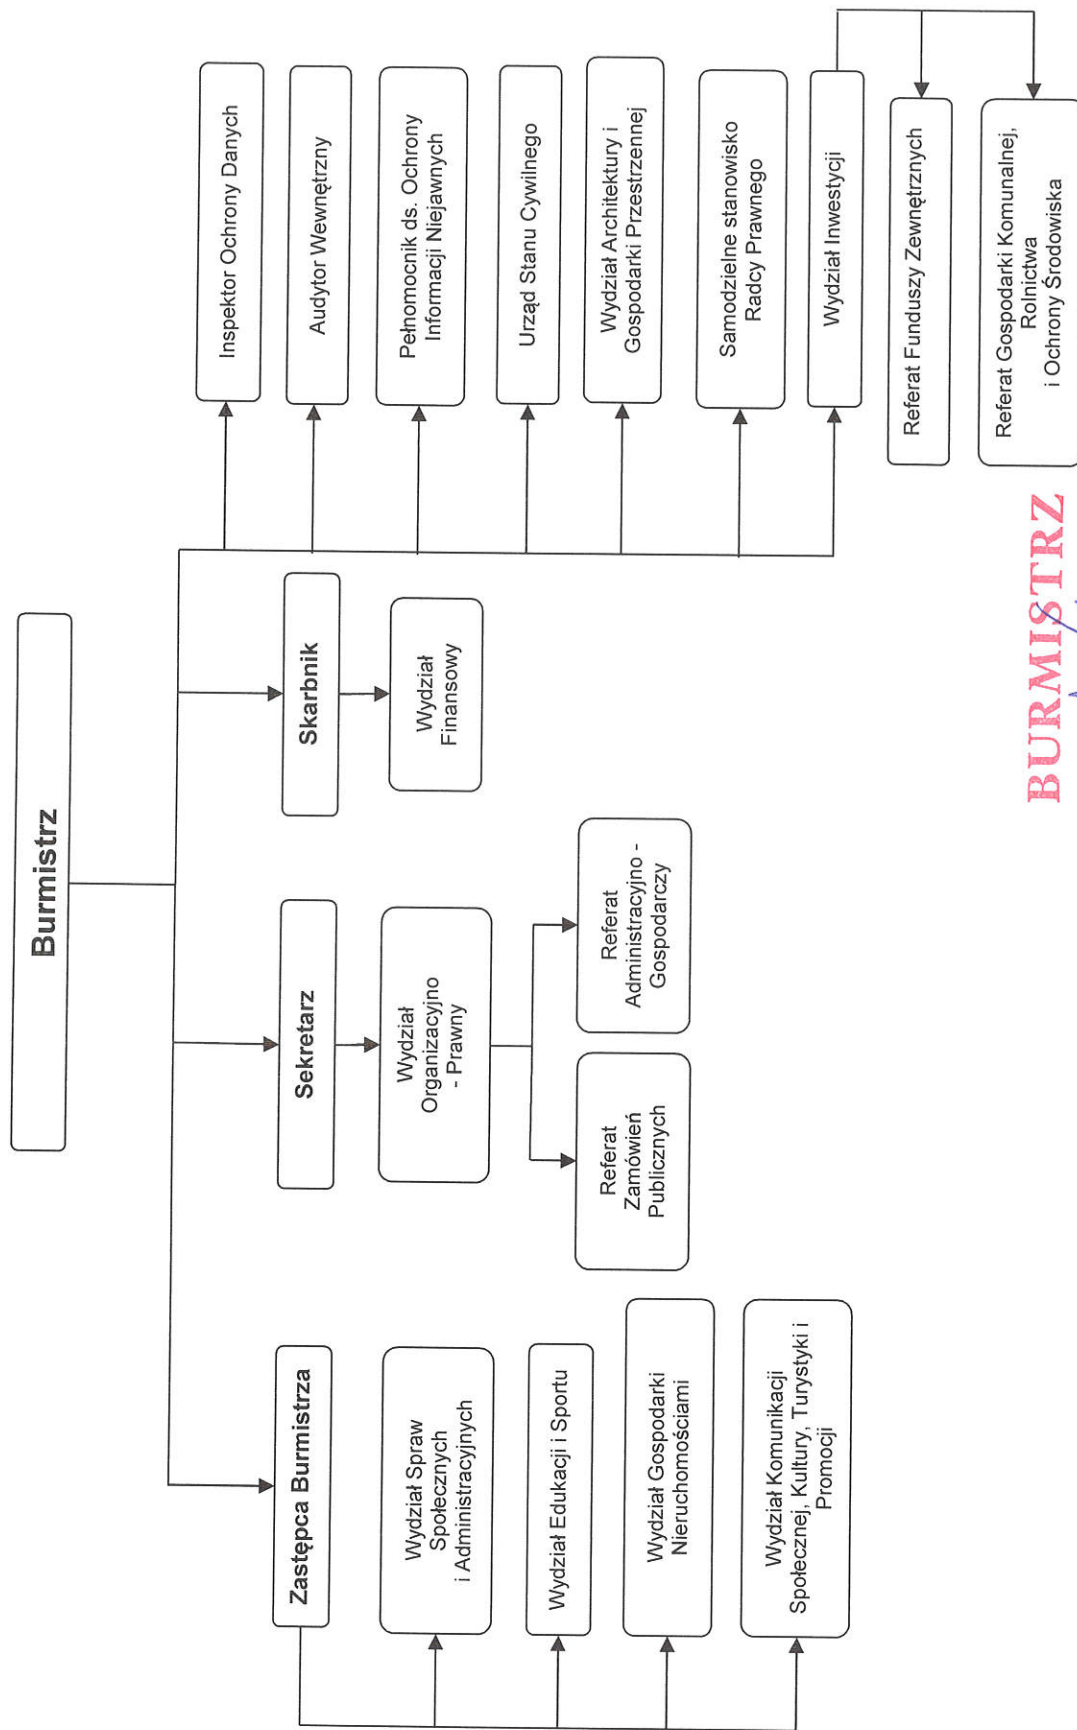 Burmistrz
Zastępca Burmistrza
Wydział Spraw
Społecznych
i Administracyjnych
Wydział Edukacji i Sportu
Wydział Gospodarki
Nieruchomościami
Wydział Komunikacji
Społecznej, Kultury, Turystyki i
Promocji
Sekretarz
Wydział
Organizacyjno
- Prawny
Referat
Zamówień
Publicznych
Referat
Administracyjno -
Gospodarczy
Skarbnik
Wydział
Finansowy
Inspektor Ochrony Danych
Audytor Wewnętrzny
Pełnomocnik ds. Ochrony
Informacji Niejawnych
Urząd Stanu Cywilnego
Wydział Architektury i
Gospodarki Przestrzennej
Samodzielne stanowisko
Radcy Prawnego
Wydział Inwestycji
Referat Funduszy Zewnętrznych
Referat Gospodarki Komunalnej,
Rolnictwa
i Ochrony Środowiska
BURMISTRZ